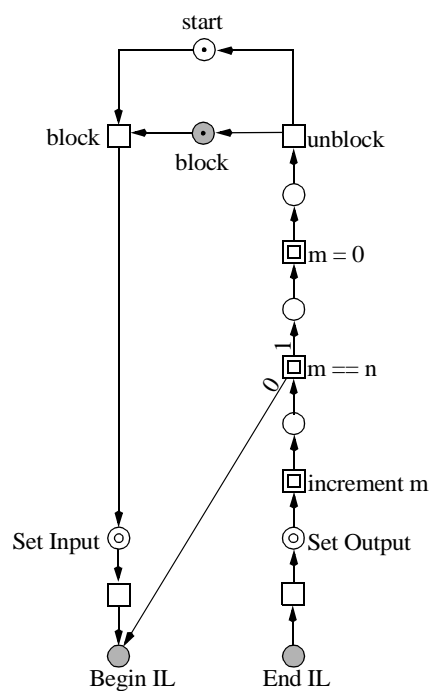 start
block
unblock
block
m = 0
1
m == n
0
increment m
Set Input
Set Output
Begin IL
End IL